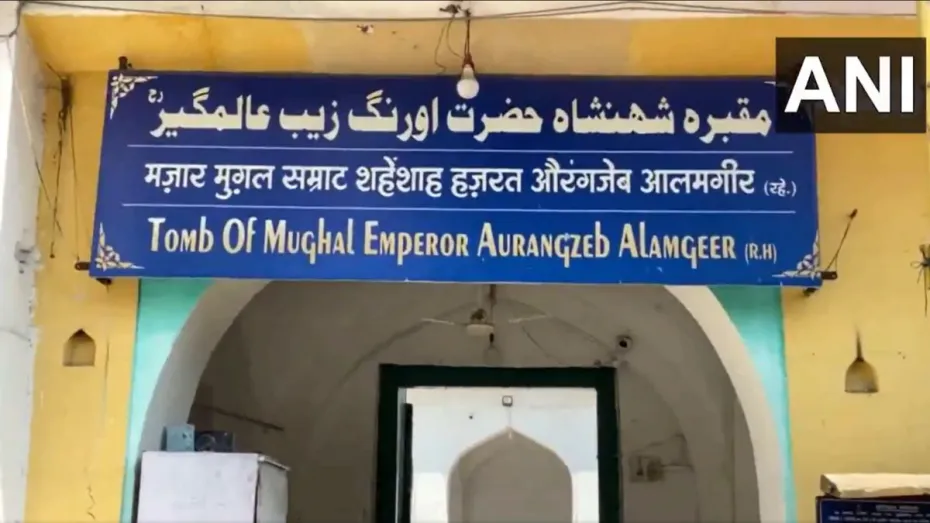 مقبرہ شہنشاہ حضرت اورنگ زیب عالمگیرؒ
मज़ार मुग़ल सम्राट शहेंशाह हज़रत औरंगजेब आलमगीर (रहे.)
Tomb Of Mughal Emperor Aurangzeb Alamgeer (R.H)
ANI